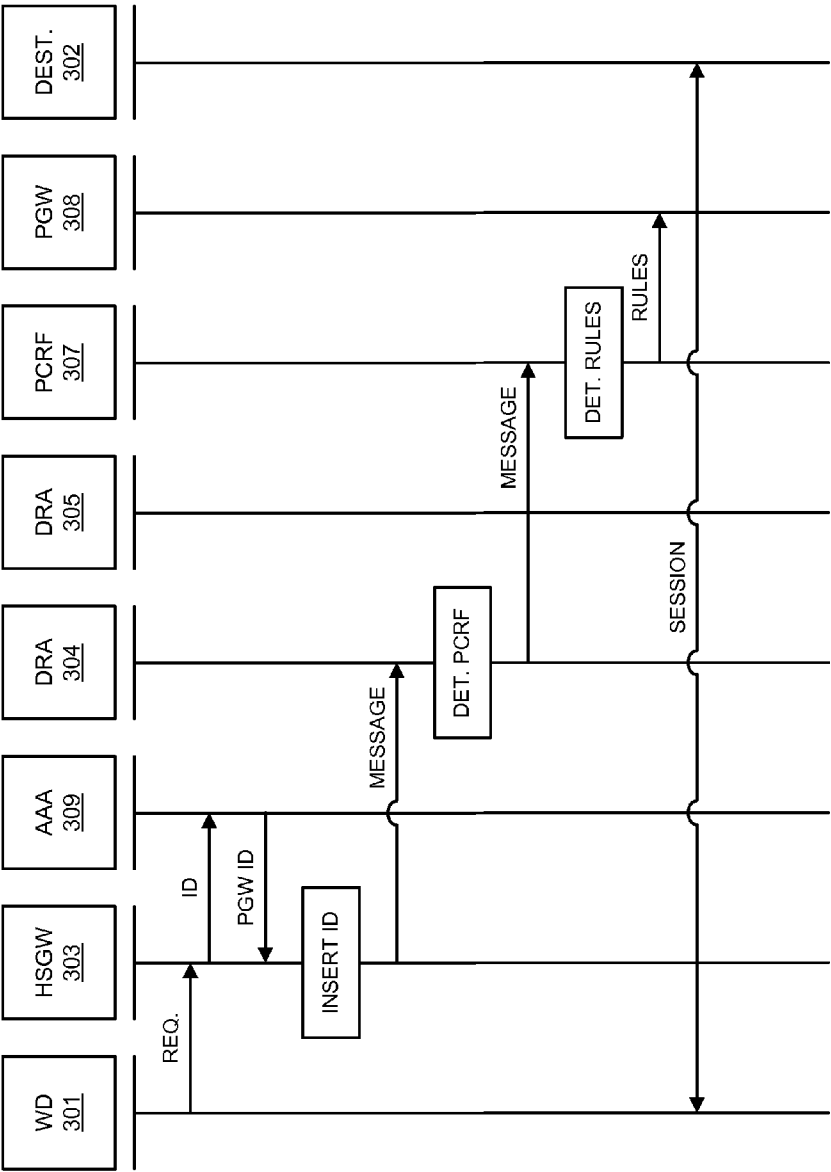 WD
301
HSGW
303
AAA
309
DRA
304
DRA
305
PCRF
307
PGW
308
DEST.
302
REQ.
ID
PGW ID
INSERT ID
MESSAGE
DET. PCRF
MESSAGE
DET. RULES
RULES
SESSION